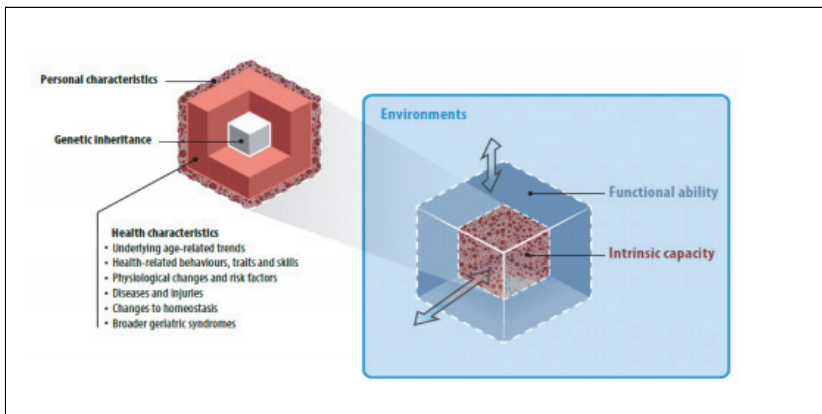 Personal characteristics
Genetic inheritance
Health characteristics
• Underlying age-related trends
• Health-related behaviours, traits and skills
• Physiological changes and risk factors
• Diseases and injuries
• Changes to homeostasis
• Broader geriatric syndromes
Environments
Functional ability
Intrinsic capacity